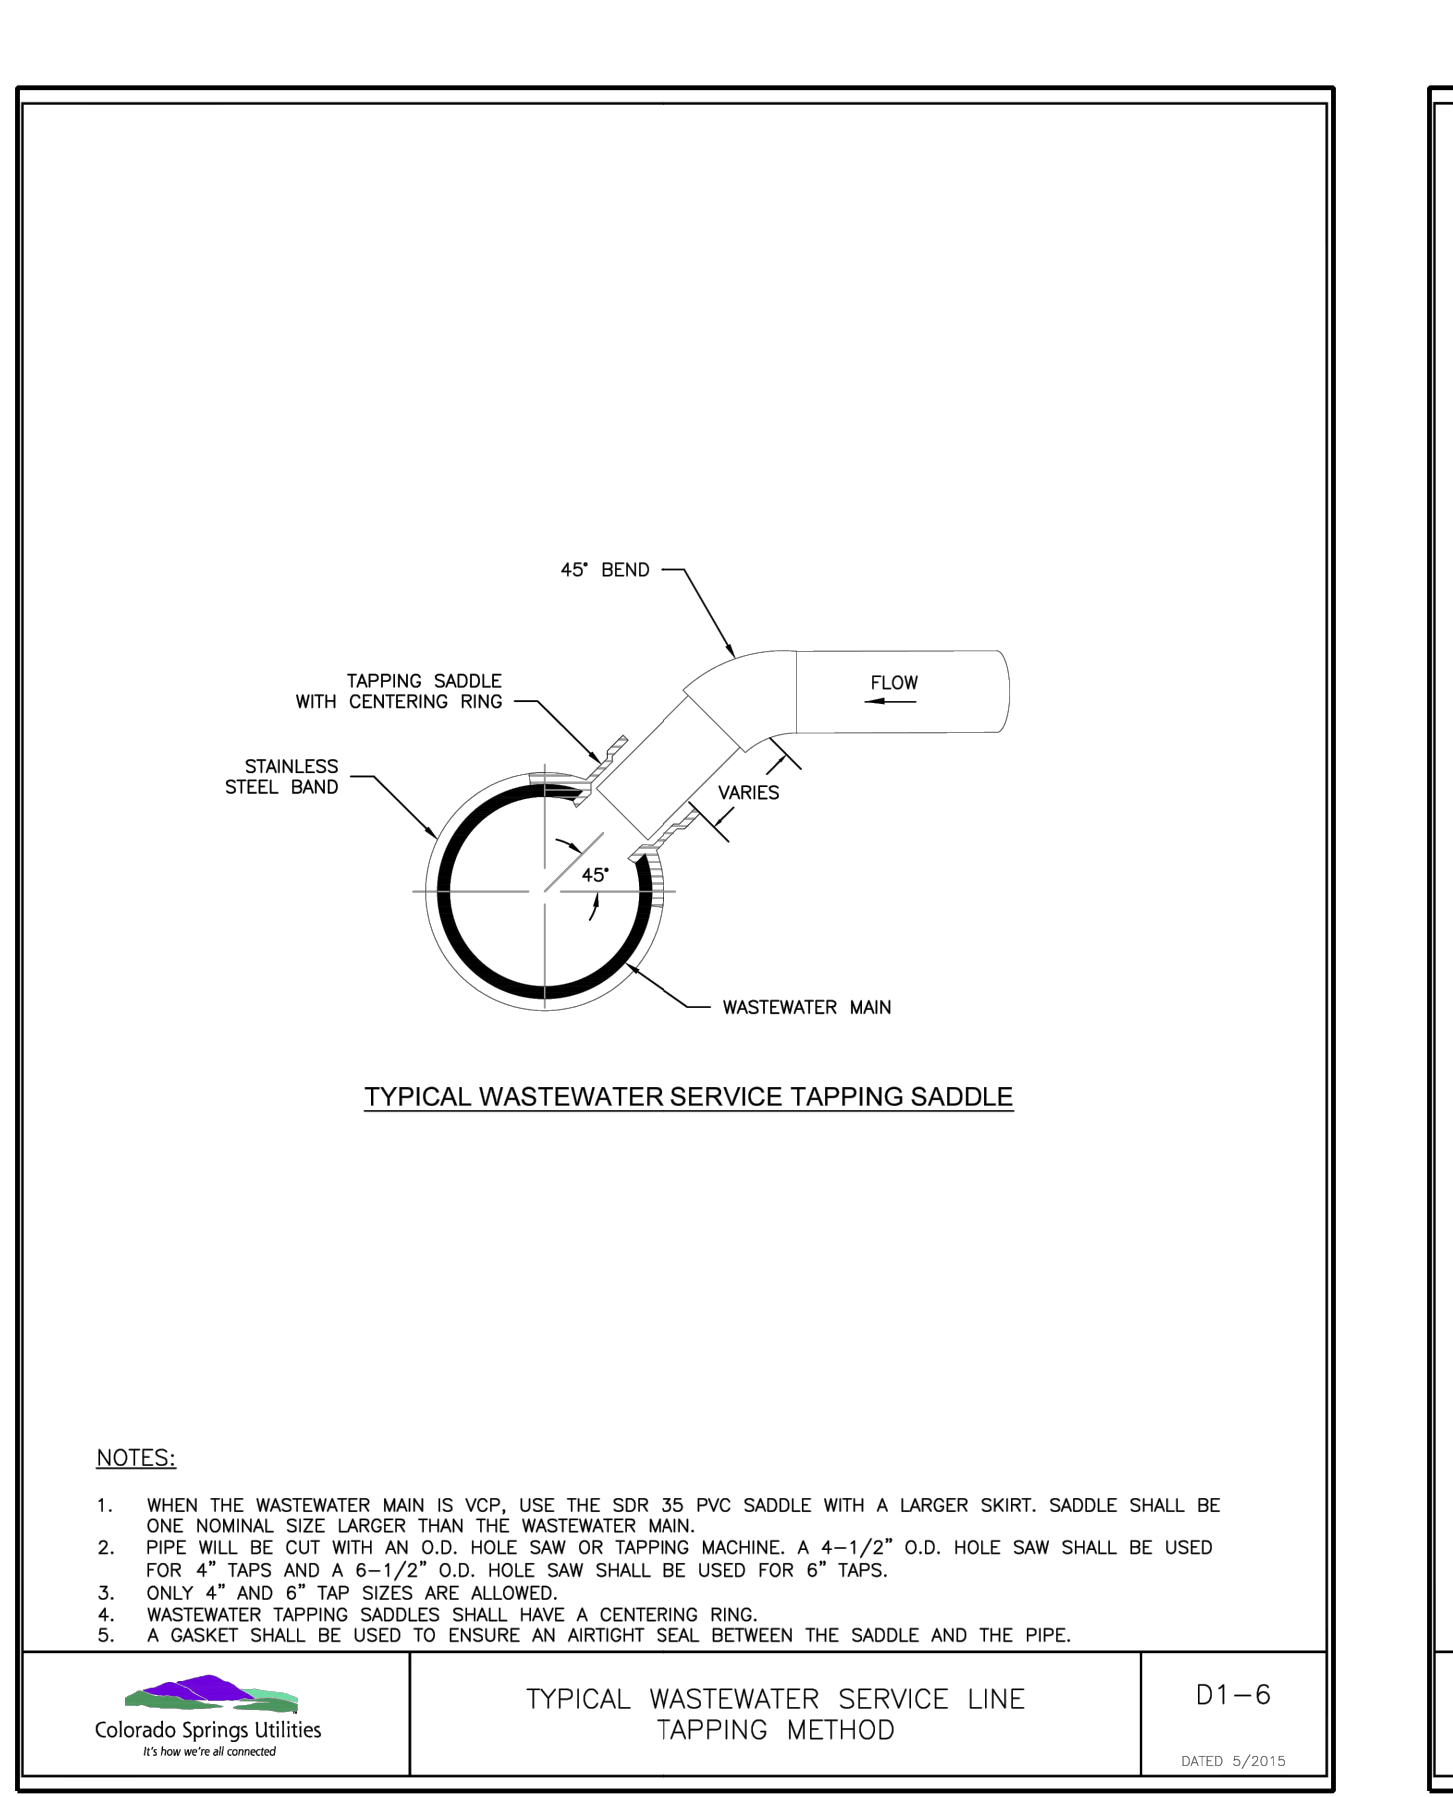 45° BEND
TAPPING SADDLE
WITH CENTERING RING
FLOW
STAINLESS
STEEL BAND
VARIES
45°
WASTEWATER MAIN
TYPICAL WASTEWATER SERVICE TAPPING SADDLE
NOTES:
1. WHEN THE WASTEWATER MAIN IS VCP, USE THE SDR 35 PVC SADDLE WITH A LARGER SKIRT. SADDLE SHALL BE
ONE NOMINAL SIZE LARGER THAN THE WASTEWATER MAIN.
2. PIPE WILL BE CUT WITH AN O.D. HOLE SAW OR TAPPING MACHINE. A 4-1/2" O.D. HOLE SAW SHALL BE USED
FOR 4" TAPS AND A 6-1/2" O.D. HOLE SAW SHALL BE USED FOR 6" TAPS.
3. ONLY 4" AND 6" TAP SIZES ARE ALLOWED.
4. WASTEWATER TAPPING SADDLES SHALL HAVE A CENTERING RING.
5. A GASKET SHALL BE USED TO ENSURE AN AIRTIGHT SEAL BETWEEN THE SADDLE AND THE PIPE.
Colorado Springs Utilities
It's how we're all connected
TYPICAL WASTEWATER SERVICE LINE
TAPPING METHOD
D1-6
DATED 5/2015